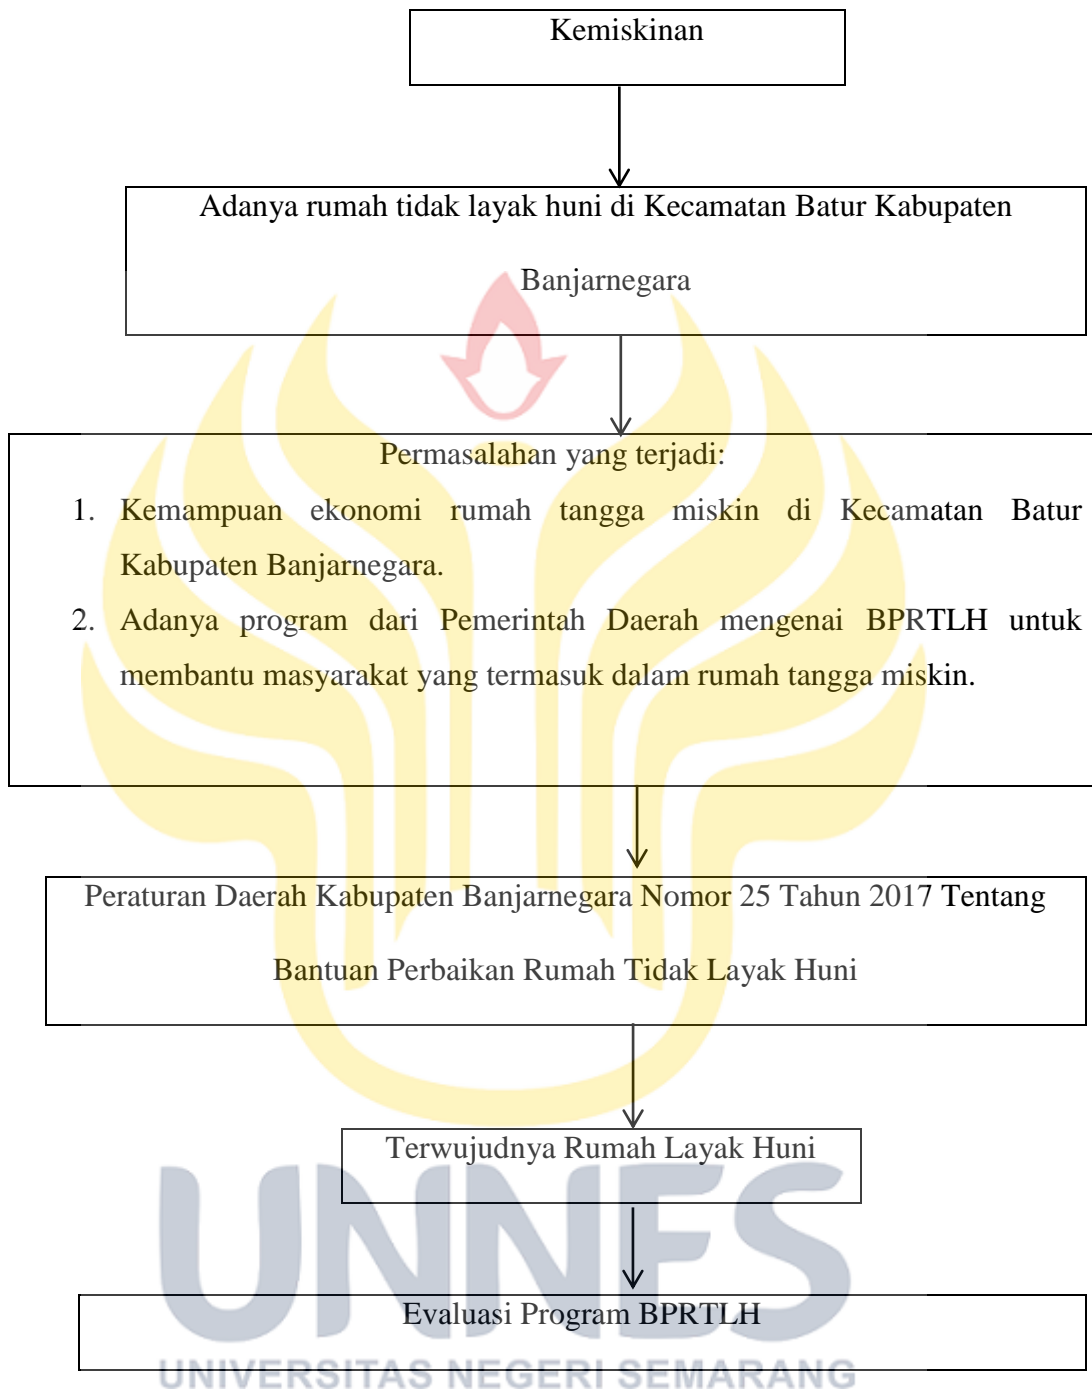 Kemiskinan
Adanya rumah tidak layak huni di Kecamatan Batur Kabupaten
Banjarnegara
Permasalahan yang terjadi:
1. Kemampuan ekonomi rumah tangga miskin di Kecamatan Batur
Kabupaten Banjarnegara.
2. Adanya program dari Pemerintah Daerah mengenai BPRTLH untuk
membantu masyarakat yang termasuk dalam rumah tangga miskin.
Peraturan Daerah Kabupaten Banjarnegara Nomor 25 Tahun 2017 Tentang
Bantuan Perbaikan Rumah Tidak Layak Huni
Terwujudnya Rumah Layak Huni
UNNES
Evaluasi Program BPRTLH
UNIVERSITAS NEGERI SEMARANG